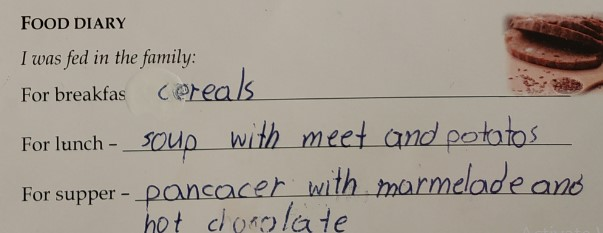 FOOD DIARY
I was fed in the family:
For breakfas cereals
For lunch – soup with meet and potatos
For supper – pancacer with marmelade and
hot chocolate